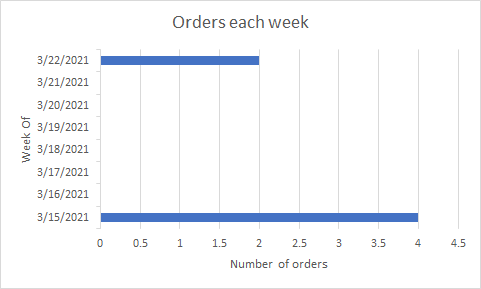 Orders each week
Week Of
3/22/2021
3/21/2021
3/20/2021
3/19/2021
3/18/2021
3/17/2021
3/16/2021
3/15/2021
0 0.5 1 1.5 2 2.5 3 3.5 4 4.5
Number of orders